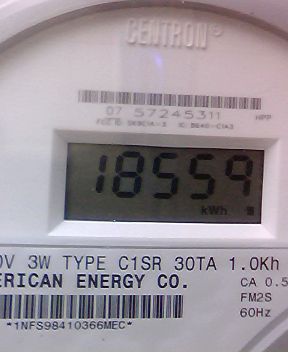 CENTRON®
07 57245311 HPP
18559
kWh
0V 3W TYPE C1SR 30TA 1.0Kh
ERICAN ENERGY CO. CA 0.5
FM2S
*1NFS98410366MEC* 60Hz